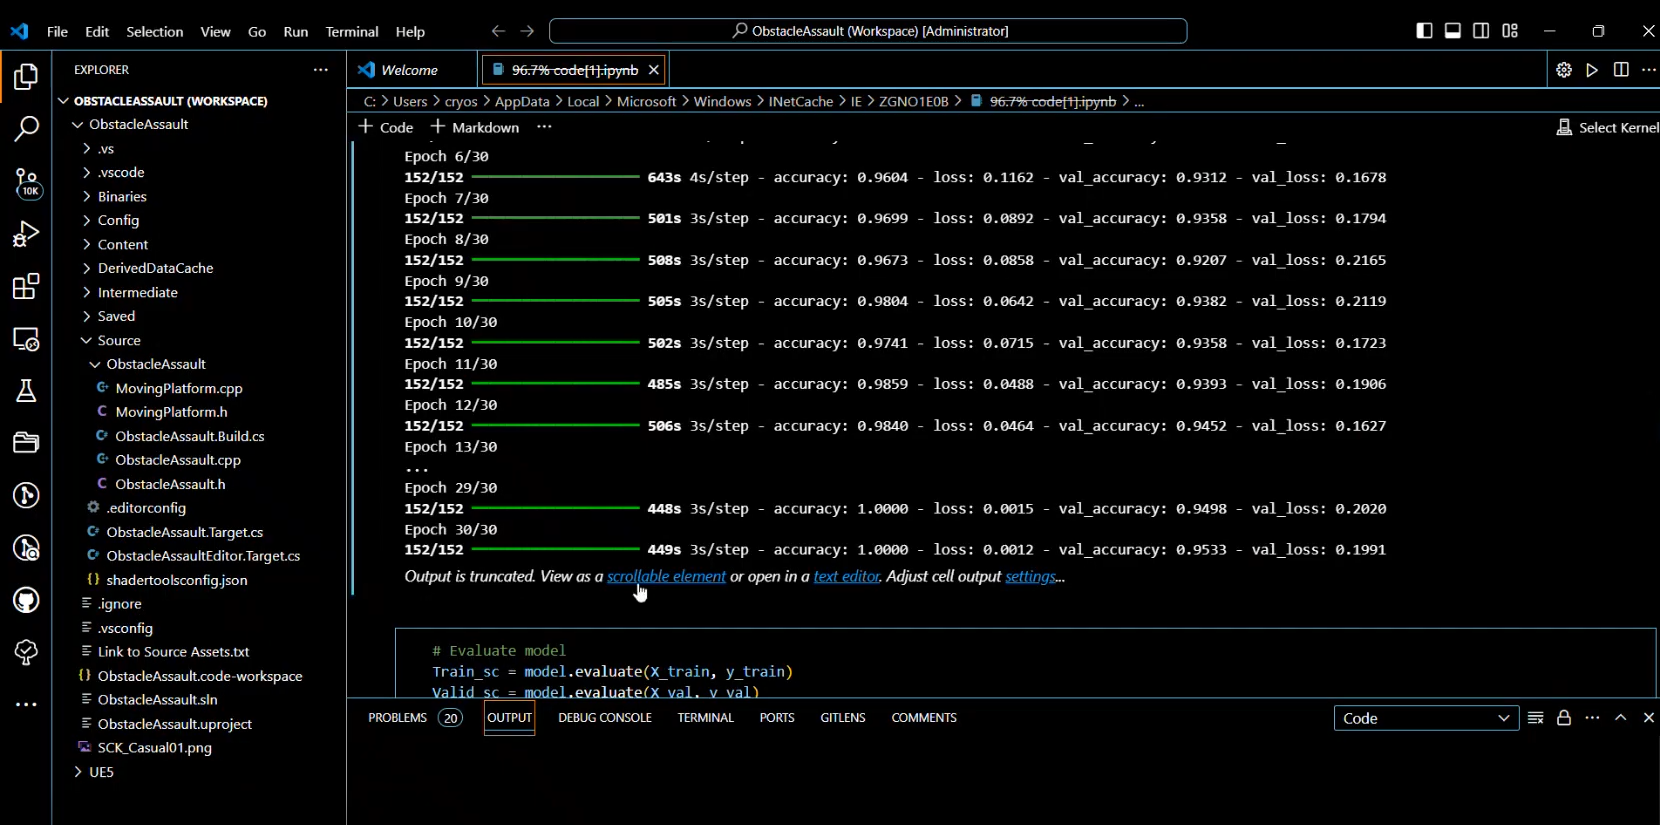 File Edit Selection View Go Run Terminal Help
ObstacleAssault (Workspace) [Administrator]
EXPLORER
OBSTACLEASSAULT (WORKSPACE)
ObstacleAssault
.vs
.vscode
Binaries
Config
Content
DerivedDataCache
Intermediate
Saved
Source
ObstacleAssault
MovingPlatform.cpp
MovingPlatform.h
ObstacleAssault.Build.cs
ObstacleAssault.cpp
ObstacleAssault.h
.editorconfig
ObstacleAssault.Target.cs
ObstacleAssaultEditor.Target.cs
shadertoolsconfig.json
.ignore
.vsconfig
Link to Source Assets.txt
ObstacleAssault.code-workspace
ObstacleAssault.sln
ObstacleAssault.uproject
SCK_Casual01.png
UE5
10K
Welcome
96.7% code[1].ipynb
C: > Users > cryos > AppData > Local > Microsoft > Windows > INetCache > IE > ZGNO1E0B > 96.7% code[1].ipynb > ...
+ Code + Markdown ...
Select Kernel
Epoch 6/30
152/152 643s 4s/step - accuracy: 0.9604 - loss: 0.1162 - val_accuracy: 0.9312 - val_loss: 0.1678
Epoch 7/30
152/152 501s 3s/step - accuracy: 0.9699 - loss: 0.0892 - val_accuracy: 0.9358 - val_loss: 0.1794
Epoch 8/30
152/152 508s 3s/step - accuracy: 0.9673 - loss: 0.0858 - val_accuracy: 0.9207 - val_loss: 0.2165
Epoch 9/30
152/152 505s 3s/step - accuracy: 0.9804 - loss: 0.0642 - val_accuracy: 0.9382 - val_loss: 0.2119
Epoch 10/30
152/152 502s 3s/step - accuracy: 0.9741 - loss: 0.0715 - val_accuracy: 0.9358 - val_loss: 0.1723
Epoch 11/30
152/152 485s 3s/step - accuracy: 0.9859 - loss: 0.0488 - val_accuracy: 0.9393 - val_loss: 0.1906
Epoch 12/30
152/152 506s 3s/step - accuracy: 0.9840 - loss: 0.0464 - val_accuracy: 0.9452 - val_loss: 0.1627
Epoch 13/30
...
Epoch 29/30
152/152 448s 3s/step - accuracy: 1.0000 - loss: 0.0015 - val_accuracy: 0.9498 - val_loss: 0.2020
Epoch 30/30
152/152 449s 3s/step - accuracy: 1.0000 - loss: 0.0012 - val_accuracy: 0.9533 - val_loss: 0.1991
Output is truncated. View as a scrollable element or open in a text editor. Adjust cell output settings...
# Evaluate model
Train_sc = model.evaluate(X_train, y_train)
Valid_sc = model.evaluate(X_val, y_val)
PROBLEMS 20 OUTPUT DEBUG CONSOLE TERMINAL PORTS GITLENS COMMENTS
Code